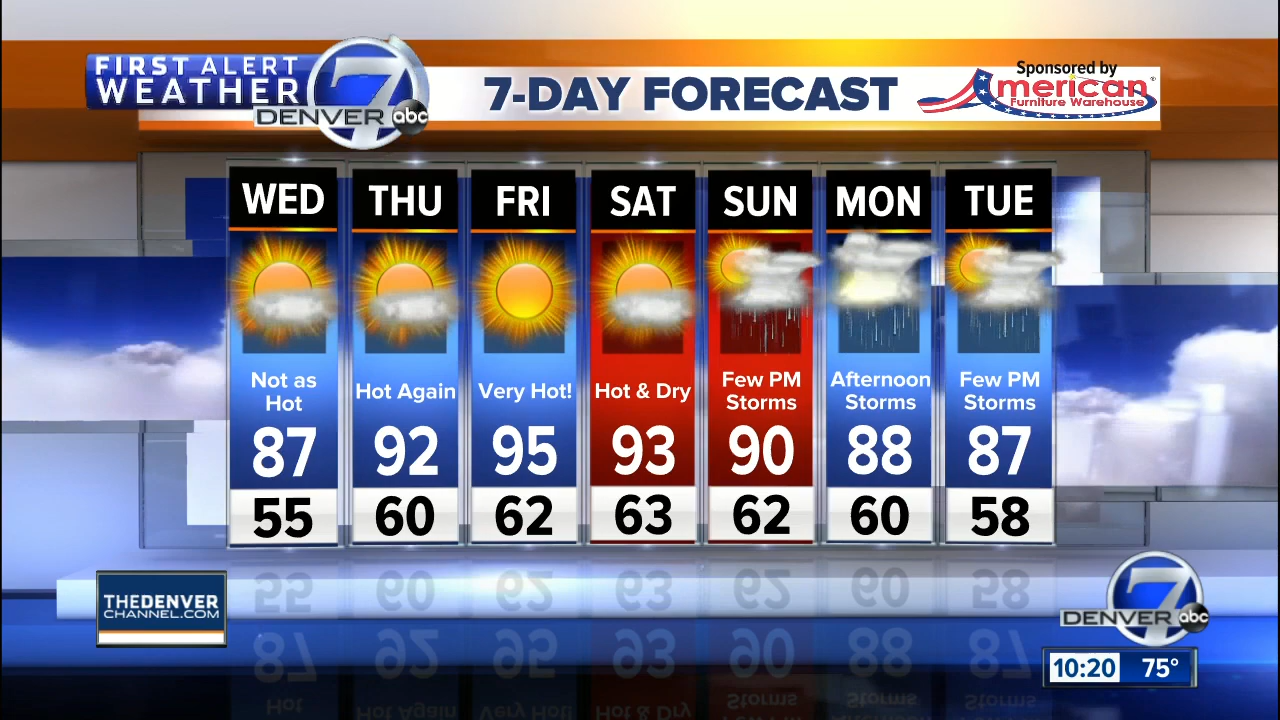 FIRST ALERT
WEATHER
7
DENVER
abc
7-DAY FORECAST
Sponsored by
American
Furniture Warehouse
WED
THU
FRI
SAT
SUN
MON
TUE
Not as
Hot
Hot Again
Very Hot!
Hot & Dry
Few PM
Storms
Afternoon
Storms
Few PM
Storms
87
92
95
93
90
88
87
55
60
62
63
62
60
58
THEDENVER
CHANNEL.COM
7
DENVER
abc
10:20 75°